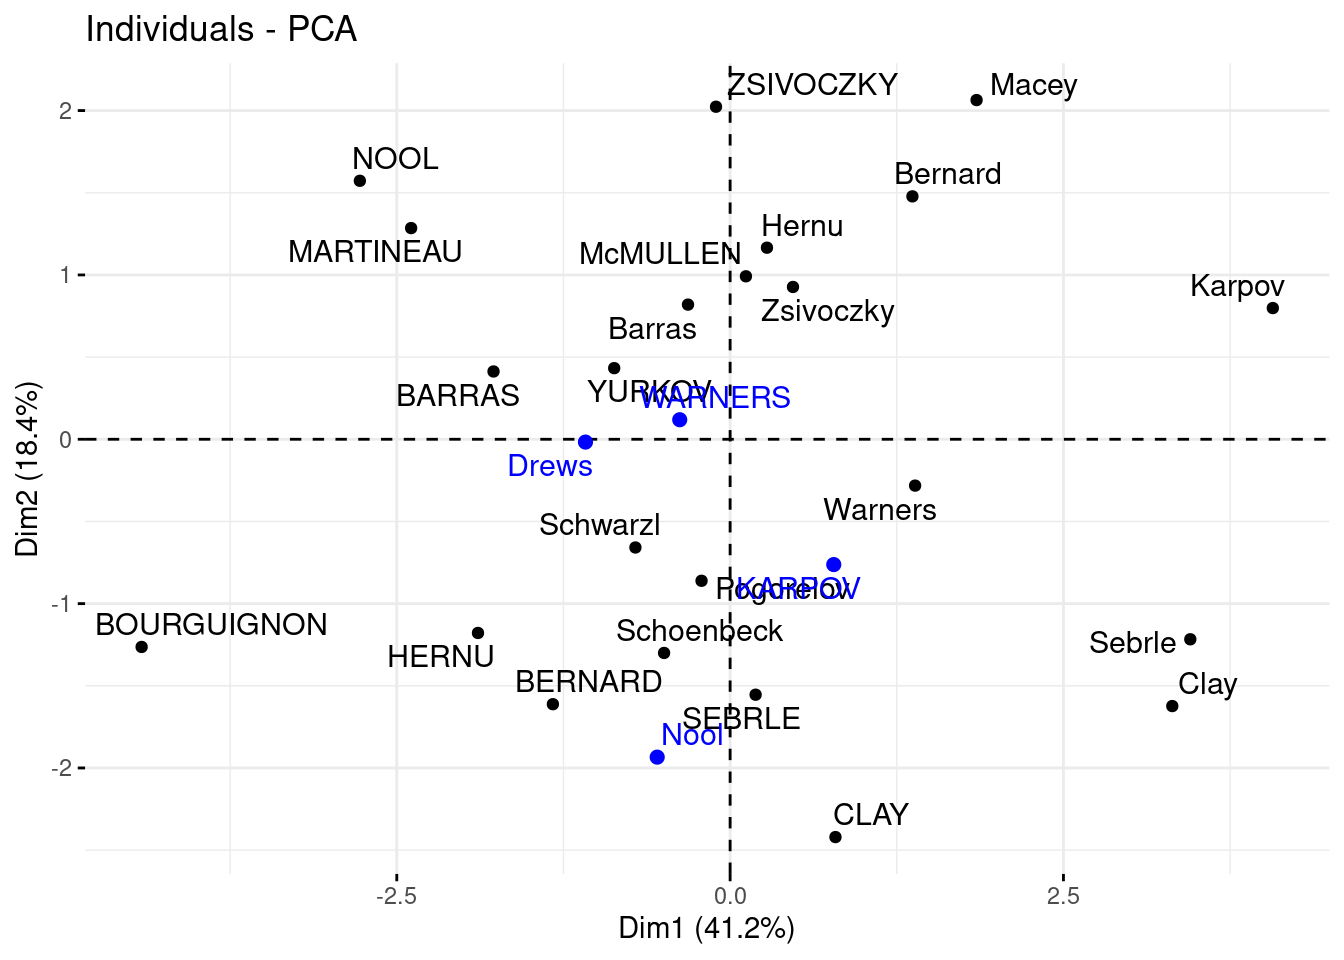 Individuals - PCA
ZSIVOCZKY
Macey
NOOL
Bernard
Hernu
MARTINEAU
McMULLEN
Karpov
Zsivoczky
Barras
BARRAS
YURKOV
WARNERS
Drews
Warners
Schwarzl
Pogorelov
KARPOV
BOURGUIGNON
Schoenbeck
Sebrle
HERNU
BERNARD
Clay
SEBRLE
Nool
CLAY
2
1
0
-1
-2
Dim2 (18.4%)
-2.5
0.0
2.5
Dim1 (41.2%)